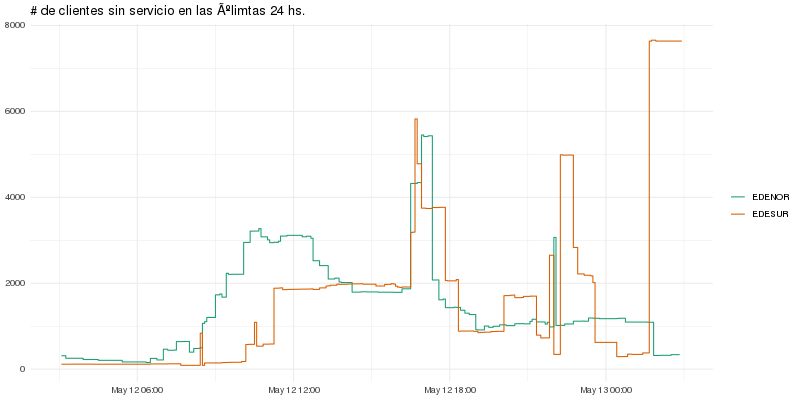 # de clientes sin servicio en las Ãºlimtas 24 hs.
8000
6000
4000
2000
0
May 12 06:00
May 12 12:00
May 12 18:00
May 13 00:00
EDENOR
EDESUR